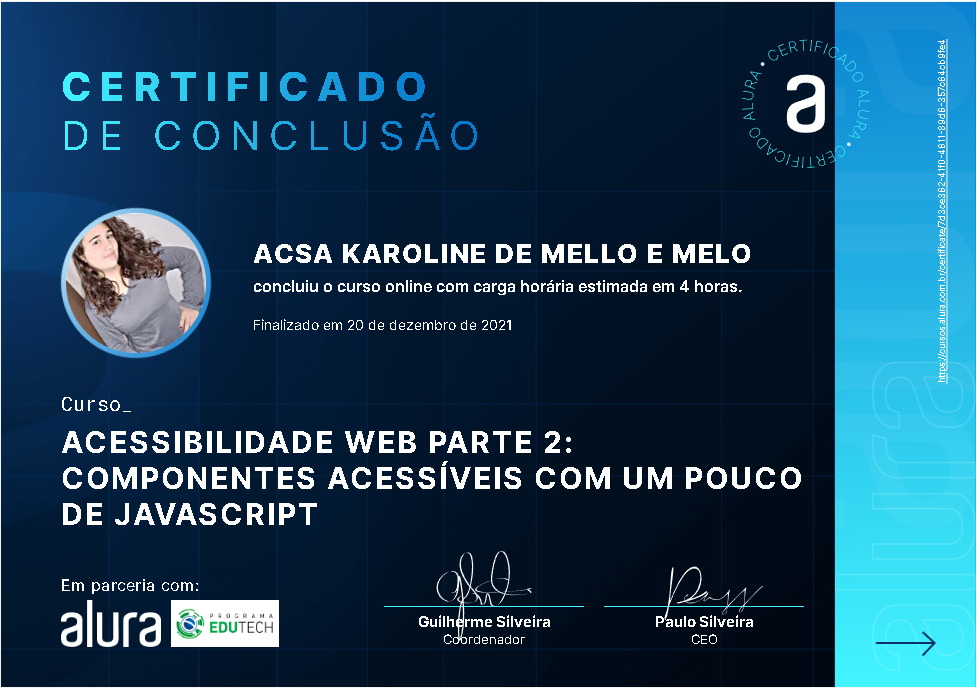 CERTIFICADO
DE CONCLUSÃO
CERTIFICADO ALURA • CERTIFICADO ALURA •
a
ACSA KAROLINE DE MELLO E MELO
concluiu o curso online com carga horária estimada em 4 horas.
Finalizado em 20 de dezembro de 2021
Curso_
ACESSIBILIDADE WEB PARTE 2:
COMPONENTES ACESSÍVEIS COM UM POUCO
DE JAVASCRIPT
Em parceria com:
alura
PROGRAMA
EDUTECH
Guilherme Silveira
Coordenador
Paulo Silveira
CEO
https://cursos.alura.com.br/certificate/7d3ce362-41f0-4611-89d6-357c64cb9fe4
alura